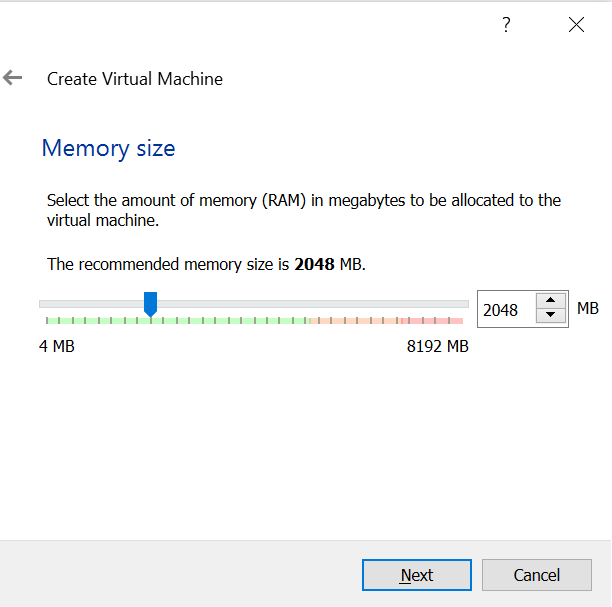 ?
Create Virtual Machine
Memory size
Select the amount of memory (RAM) in megabytes to be allocated to the
virtual machine.
The recommended memory size is 2048 MB.
2048 MB
4 MB 8192 MB
Next Cancel